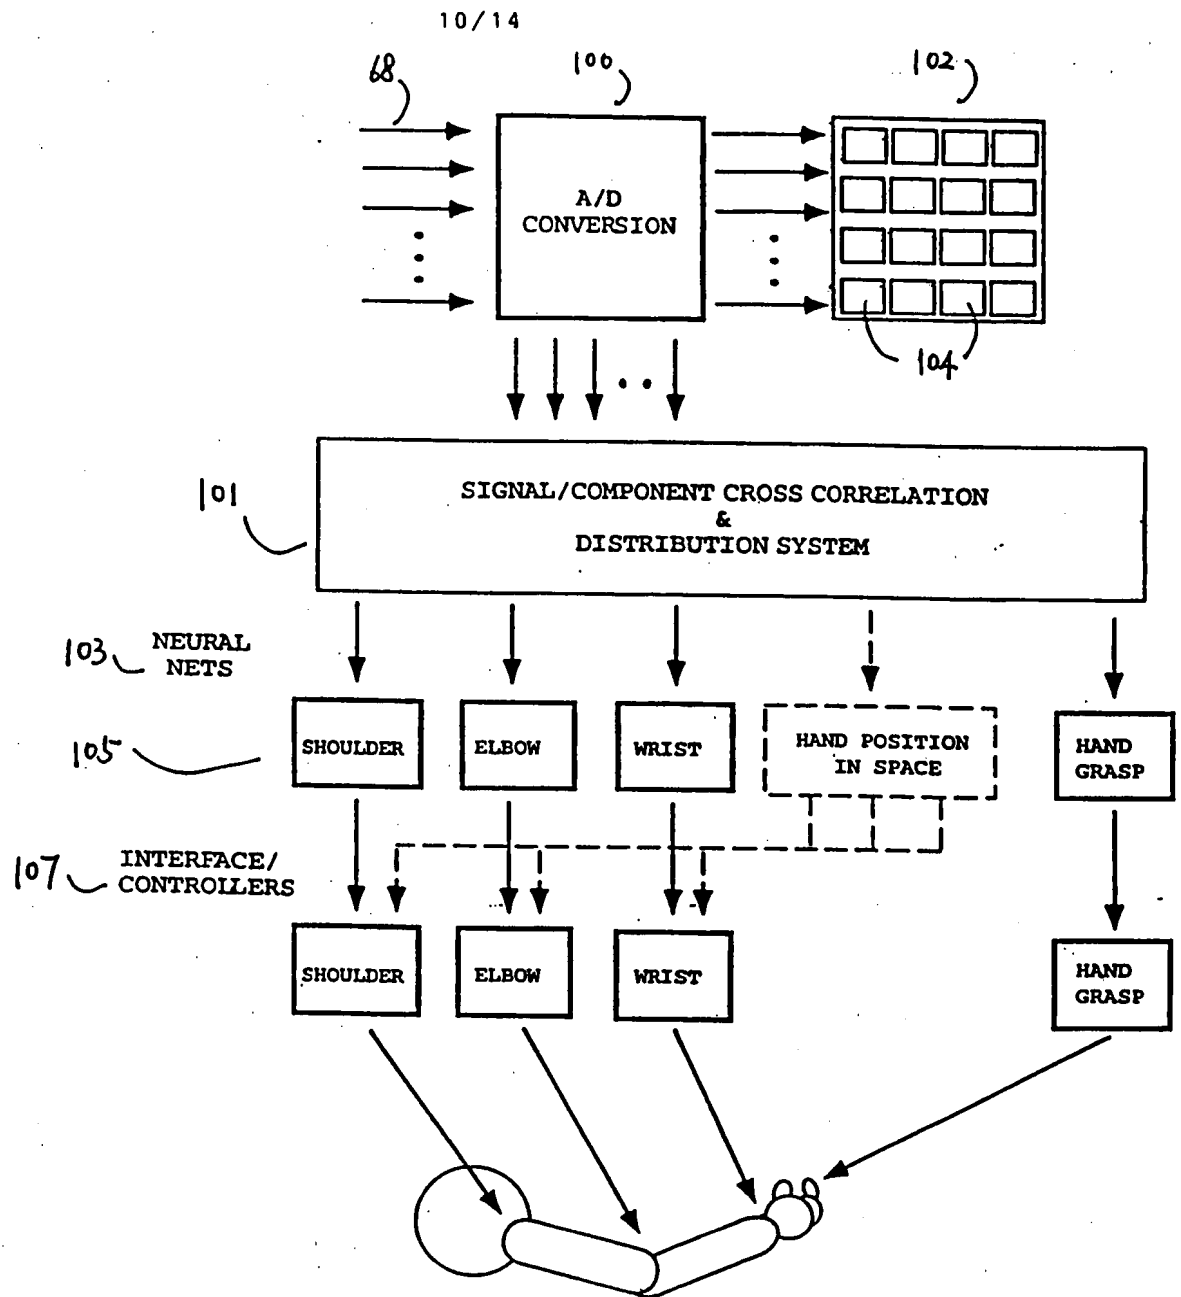 10/14
68
100
102
A/D
CONVERSION
104
101
SIGNAL/COMPONENT CROSS CORRELATION
&
DISTRIBUTION SYSTEM
103
NEURAL
NETS
105
SHOULDER
ELBOW
WRIST
HAND POSITION
IN SPACE
HAND
GRASP
107
INTERFACE/
CONTROLLERS
SHOULDER
ELBOW
WRIST
HAND
GRASP